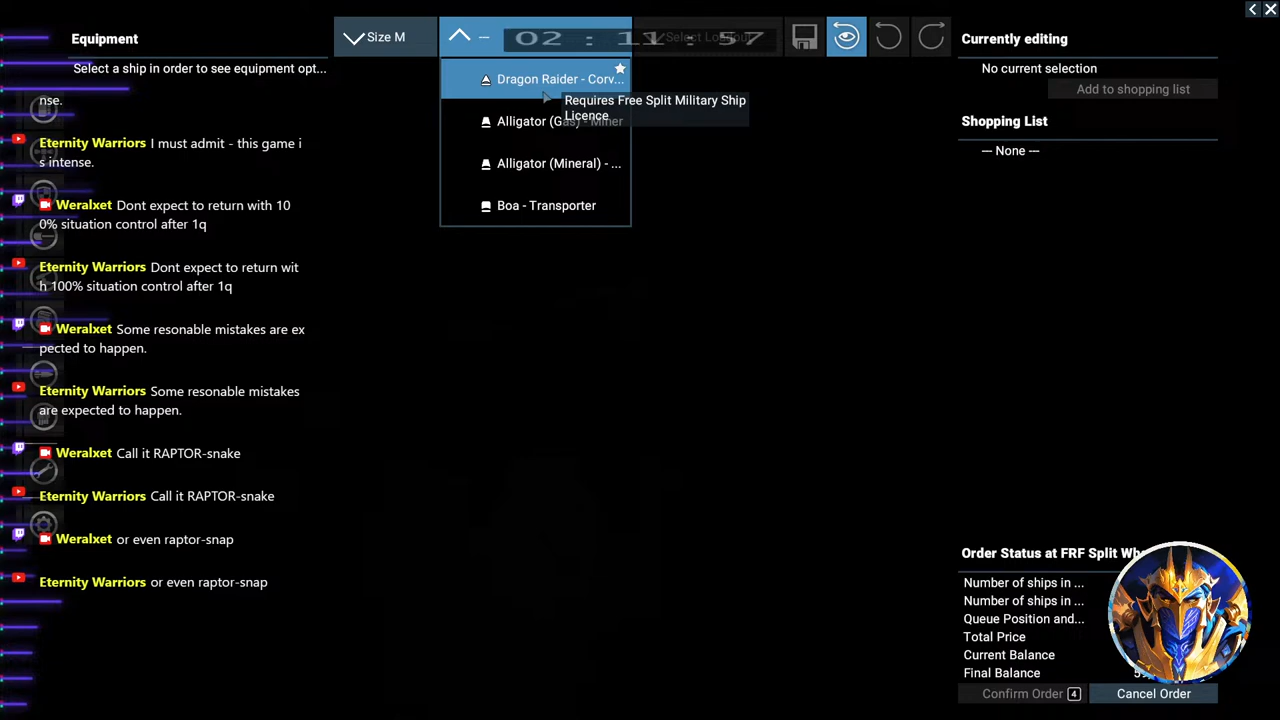 Equipment
Select a ship in order to see equipment opt...
nse.
Eternity Warriors I must admit - this game i
s intense.
Weralxet Dont expect to return with 10
0% situation control after 1q
Eternity Warriors Dont expect to return wit
h 100% situation control after 1q
Weralxet Some resonable mistakes are ex
pected to happen.
Eternity Warriors Some resonable mistakes
are expected to happen.
Weralxet Call it RAPTOR-snake
Eternity Warriors Call it RAPTOR-snake
Weralxet or even raptor-snap
Eternity Warriors or even raptor-snap
Size M
02 : 11 : 57
Dragon Raider - Corv...
Requires Free Split Military Ship
Licence
Alligator (Gas) - Miner
Alligator (Mineral) - ...
Boa - Transporter
Currently editing
No current selection
Add to shopping list
Shopping List
--- None ---
Order Status at FRF Split Wh
Number of ships in ...
Number of ships in ...
Queue Position and...
Total Price
Current Balance
Final Balance
Confirm Order 4
Cancel Order